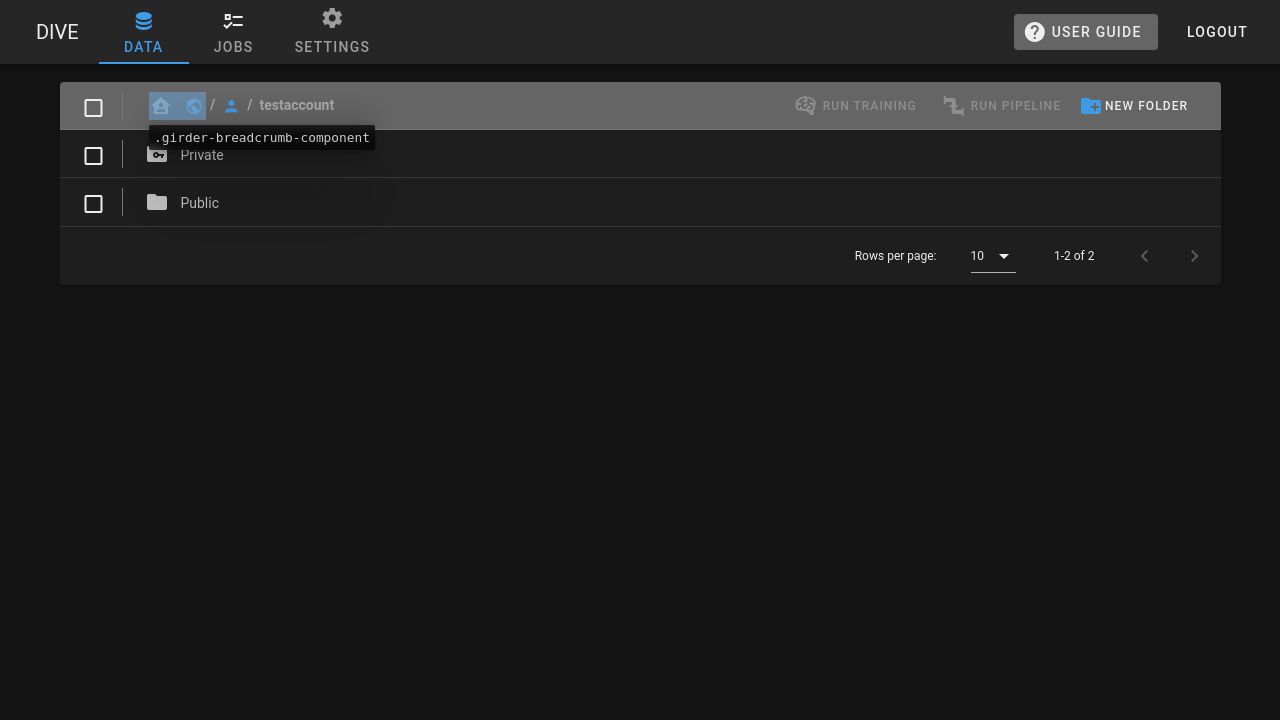 DIVE
DATA
JOBS
SETTINGS
USER GUIDE
LOGOUT
/ / testaccount
RUN TRAINING
RUN PIPELINE
NEW FOLDER
.girder-breadcrumb-component
Private
Public
Rows per page:
10
1-2 of 2